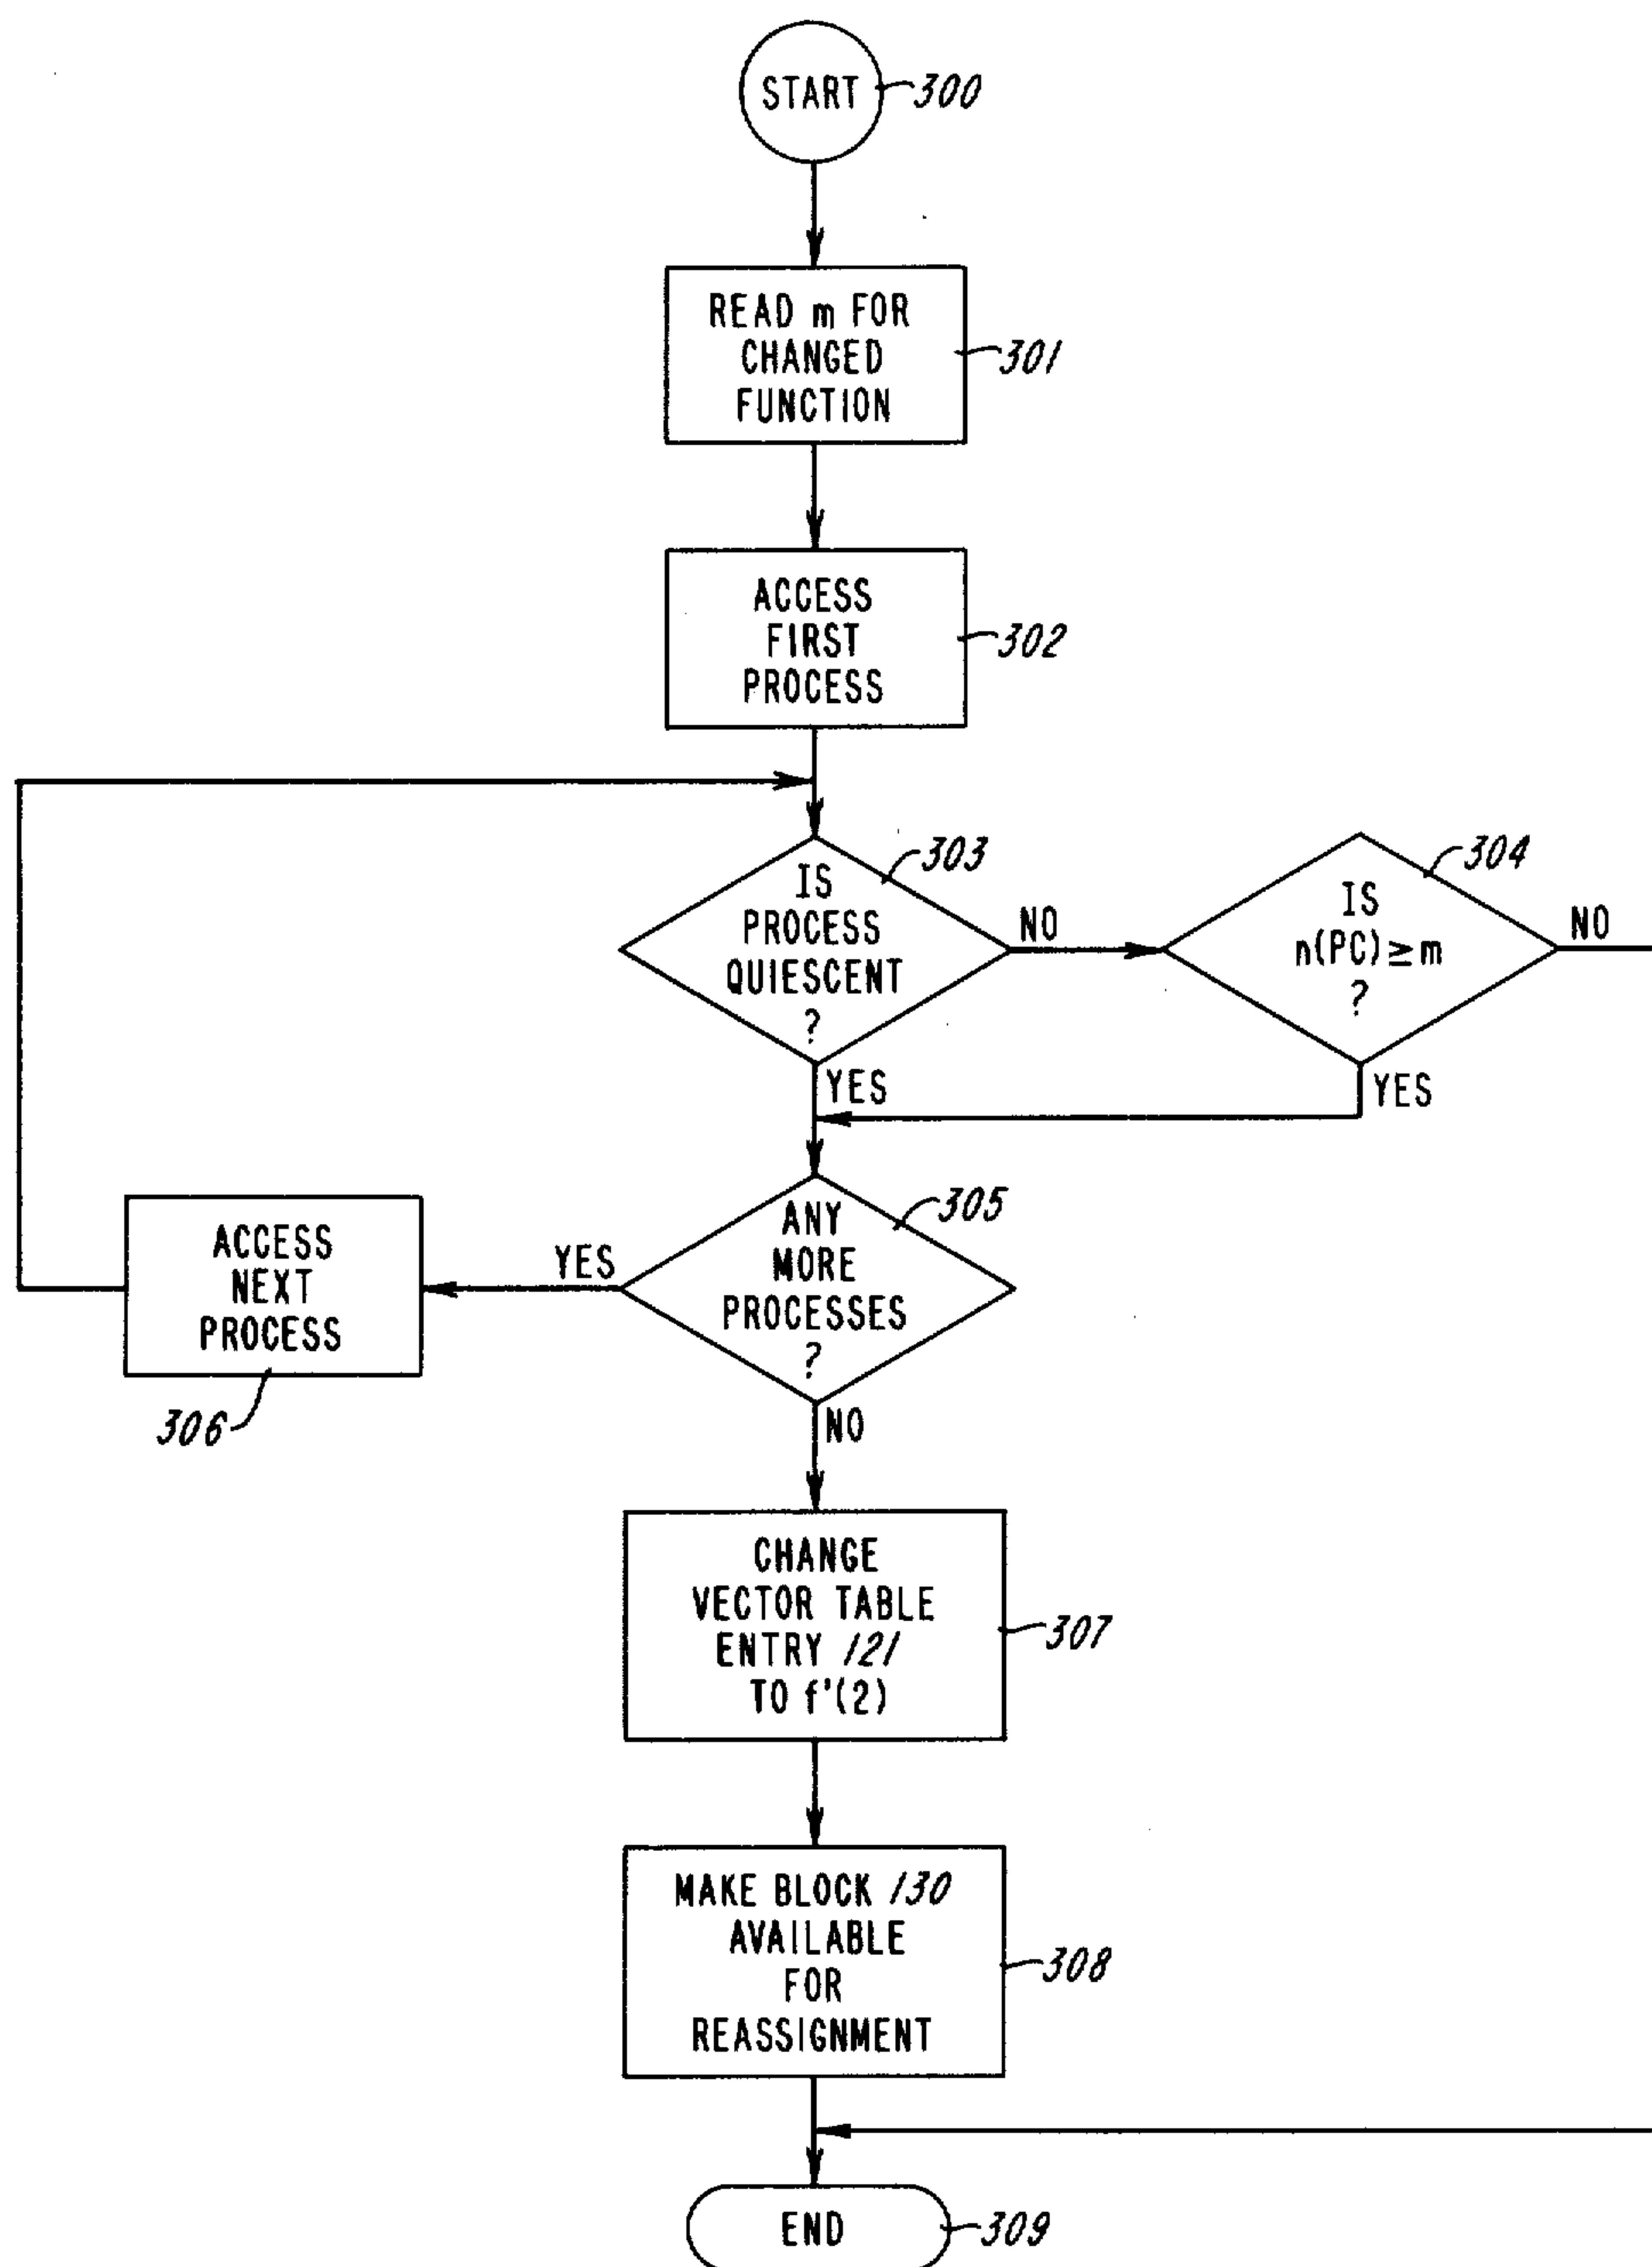 START
300
READ m FOR
CHANGED
FUNCTION
301
ACCESS
FIRST
PROCESS
302
IS
PROCESS
QUIESCENT
?
303
NO
YES
IS
n(PC) ≥ m
?
304
NO
YES
ANY
MORE
PROCESSES
?
305
YES
NO
ACCESS
NEXT
PROCESS
306
CHANGE
VECTOR TABLE
ENTRY 121
TO f'(2)
307
MAKE BLOCK 130
AVAILABLE
FOR
REASSIGNMENT
308
END
309